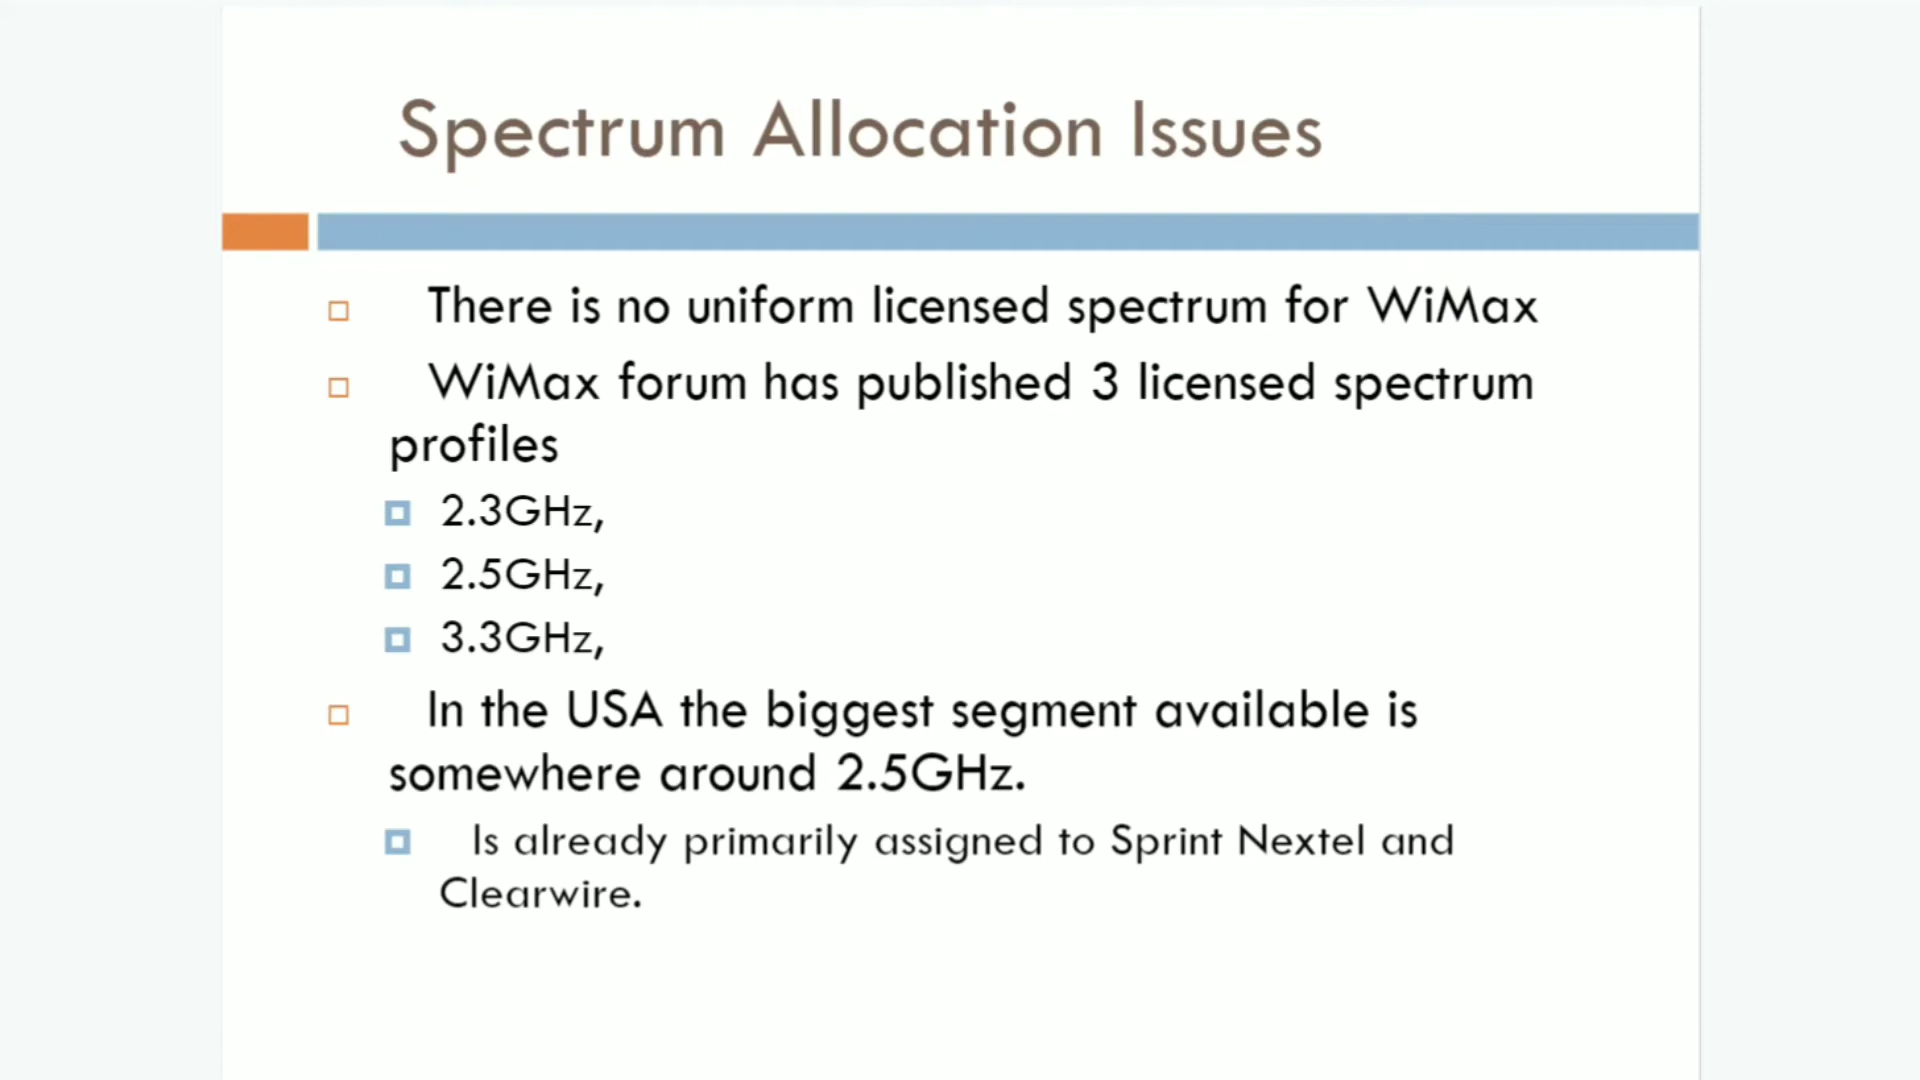 Spectrum Allocation Issues
There is no uniform licensed spectrum for WiMax
WiMax forum has published 3 licensed spectrum
profiles
2.3GHz,
2.5GHz,
3.3GHz,
In the USA the biggest segment available is
somewhere around 2.5GHz.
Is already primarily assigned to Sprint Nextel and
Clearwire.